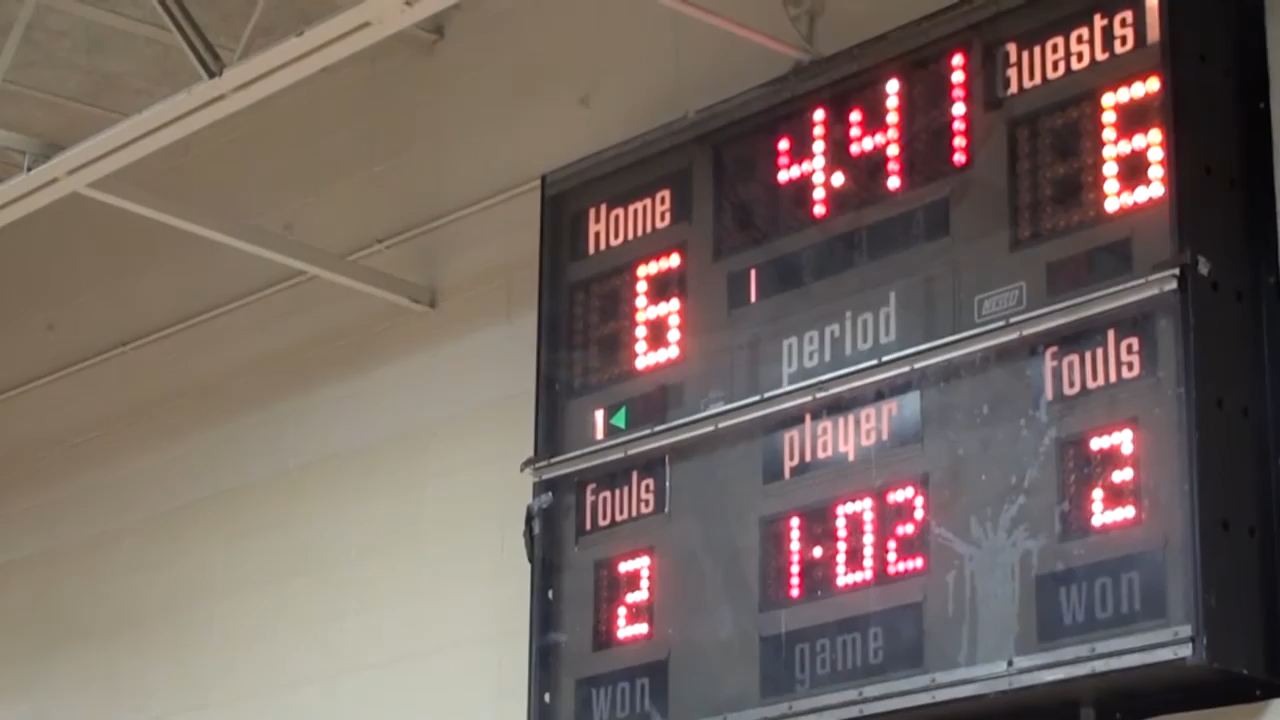 Guests
4.41
Home
6
6
1
period
1
fouls
player
fouls
2
1.02
2
won
game
won